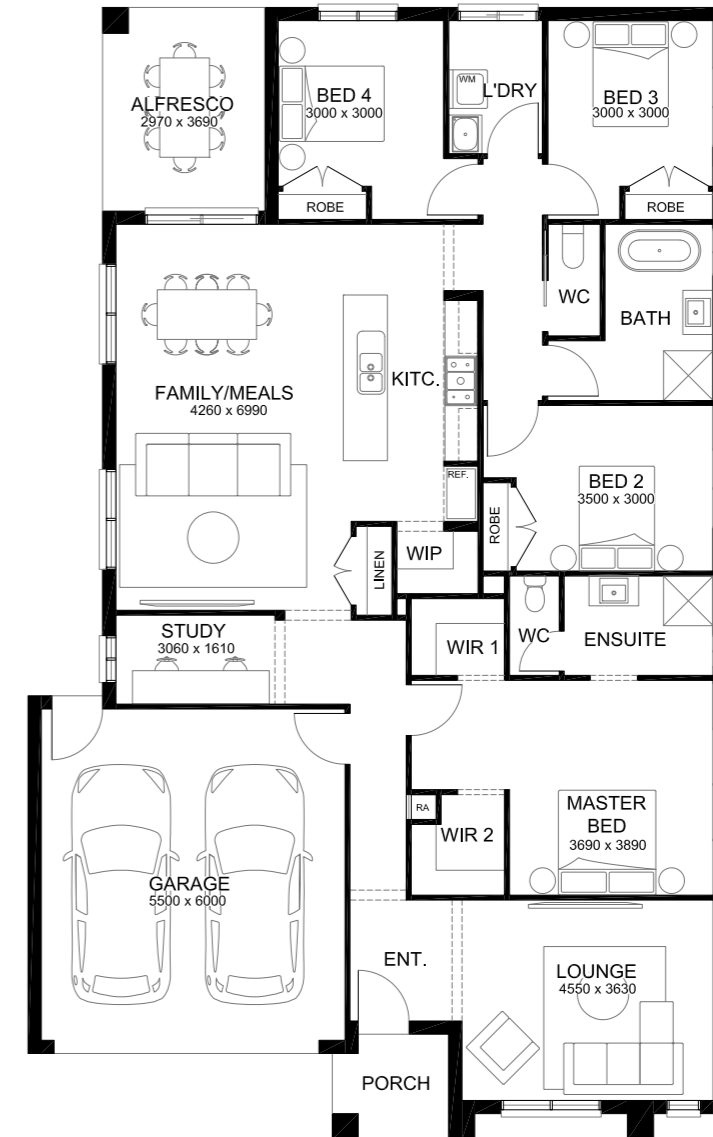 ALFRESCO
2970 x 3690
BED 4
3000 x 3000
WM
L'DRY
BED 3
3000 x 3000
ROBE
ROBE
WC
BATH
FAMILY/MEALS
4260 x 6990
KITC.
REF.
BED 2
3500 x 3000
ROBE
LINEN
WIP
STUDY
3060 x 1610
WIR 1
WC
ENSUITE
RA
WIR 2
MASTER
BED
3690 x 3890
GARAGE
5500 x 6000
ENT.
LOUNGE
4550 x 3630
PORCH